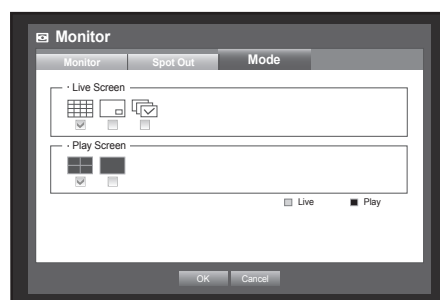 Monitor
Monitor Spot Out Mode
· Live Screen
· Play Screen
Live Play
OK Cancel